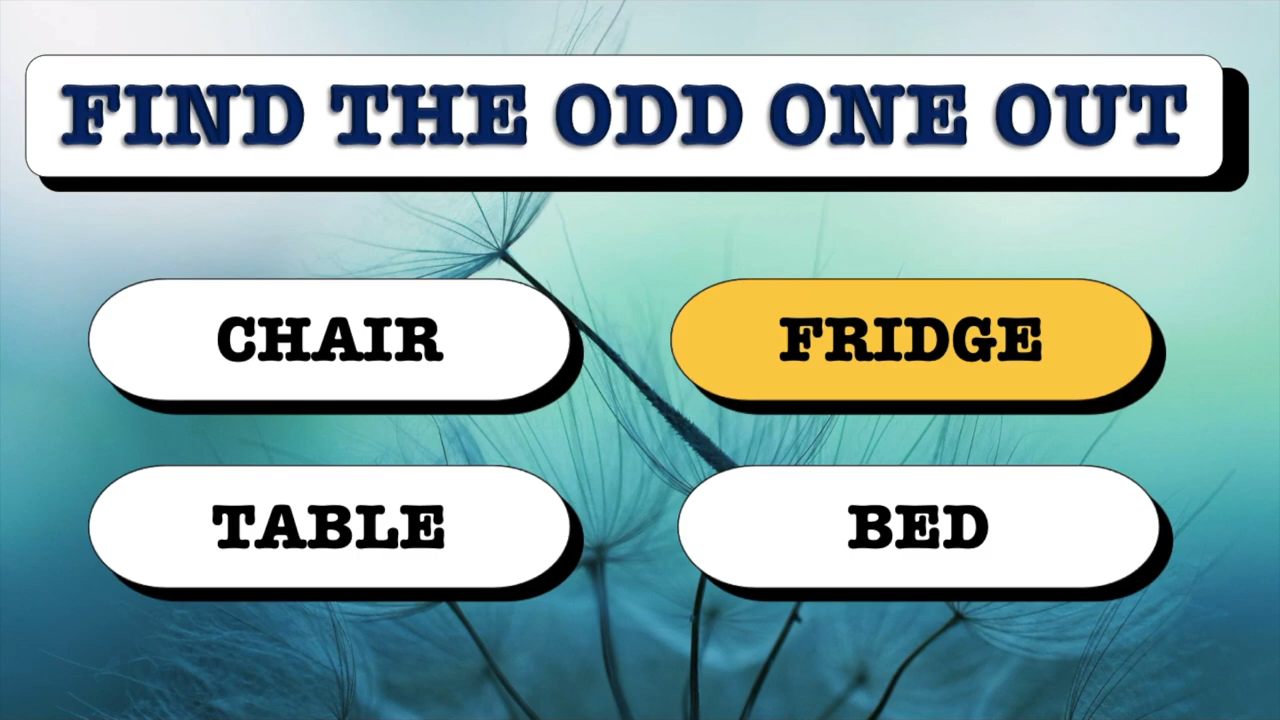 FIND THE ODD ONE OUT
CHAIR
FRIDGE
TABLE
BED